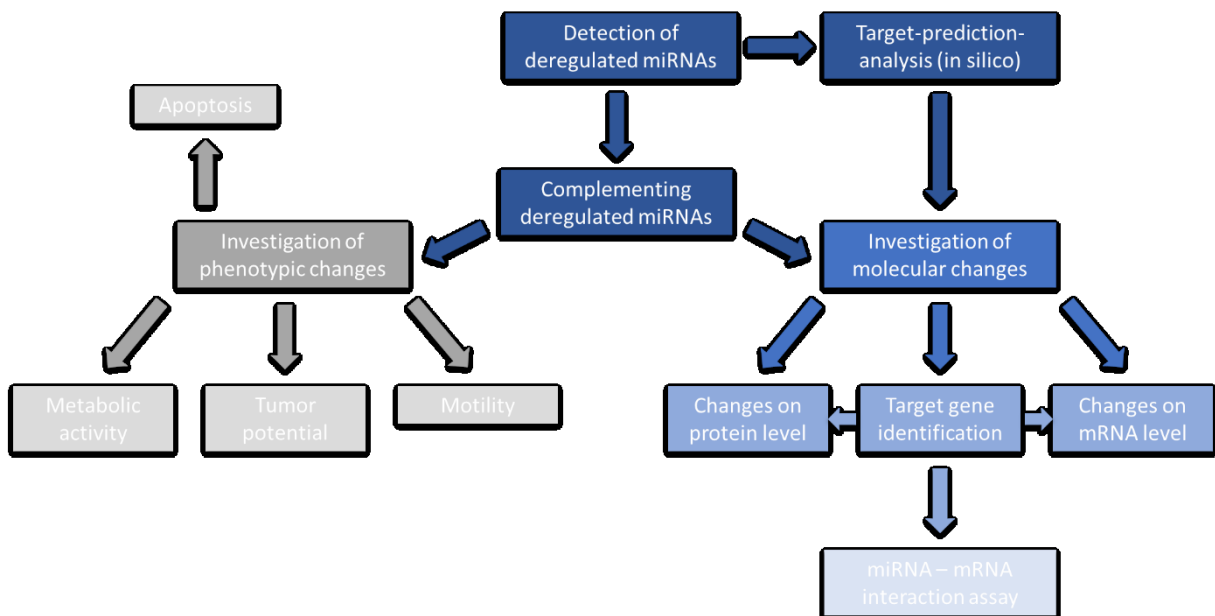 Detection of
deregulated miRNAs
Target-prediction-
analysis (in silico)
Apoptosis
Complementing
deregulated miRNAs
Investigation of
phenotypic changes
Investigation of
molecular changes
Metabolic
activity
Tumor
potential
Motility
Changes on
protein level
Target gene
identification
Changes on
mRNA level
miRNA – mRNA
interaction assay